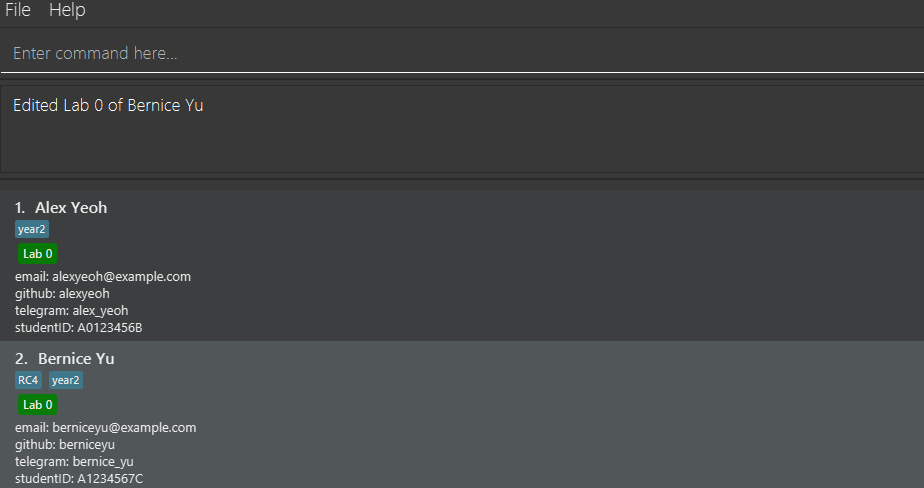 File Help
Enter command here...
Edited Lab 0 of Bernice Yu
1. Alex Yeoh
year2
Lab 0
email: alexyeoh@example.com
github: alexyeoh
telegram: alex_yeoh
studentID: A0123456B
2. Bernice Yu
RC4 year2
Lab 0
email: berniceyu@example.com
github: berniceyu
telegram: bernice_yu
studentID: A1234567C